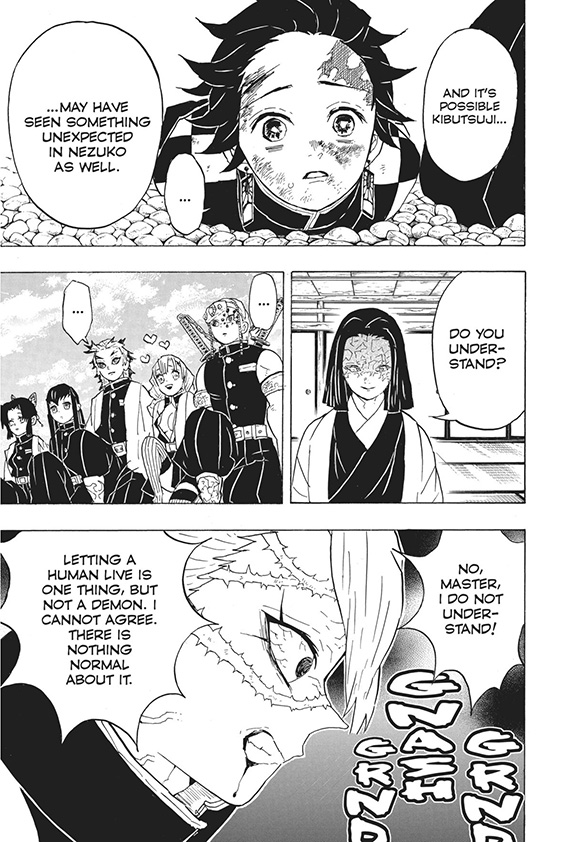 AND IT'S
POSSIBLE
KIBUTSUJI...
...MAY HAVE
SEEN SOMETHING
UNEXPECTED
IN NEZUKO
AS WELL.
...
DO YOU
UNDER-
STAND?
...
...
NO,
MASTER,
I DO NOT
UNDER-
STAND!
LETTING A
HUMAN LIVE IS
ONE THING, BUT
NOT A DEMON. I
CANNOT AGREE.
THERE IS
NOTHING
NORMAL
ABOUT IT.
GRND
GNASH
GRND